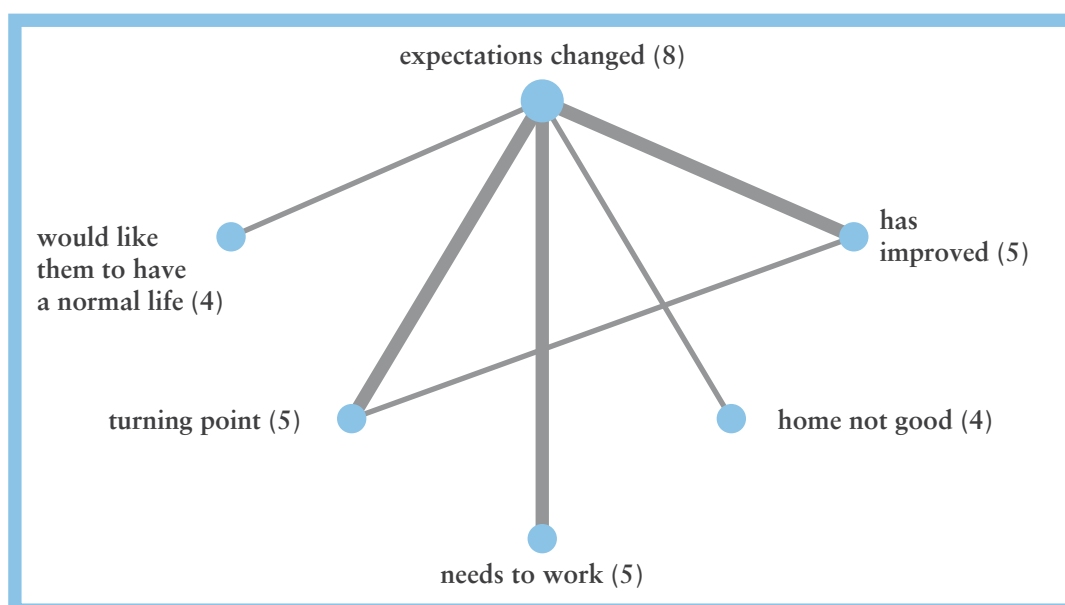 expectations changed (8)
would like
them to have
a normal life (4)
has
improved (5)
turning point (5)
home not good (4)
needs to work (5)